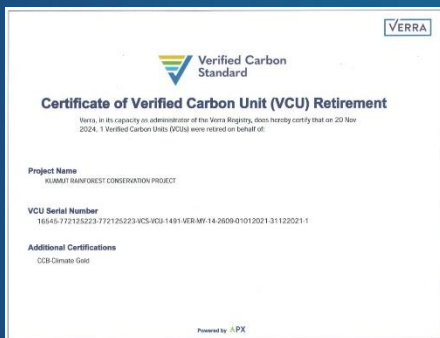 VERRA
Verified Carbon
Standard
Certificate of Verified Carbon Unit (VCU) Retirement
Verra, in its capacity as administrator of the Verra Registry, does hereby certify that on 20 Nov
2024, 1 Verified Carbon Units (VCUs) were retired on behalf of:
Project Name
KUAMUT RAINFOREST CONSERVATION PROJECT
VCU Serial Number
16545-772125223-772125223-VCS-VCU-1491-VER-MY-14-2609-01012021-31122021-1
Additional Certifications
CCB-Climate Gold
Powered by APX